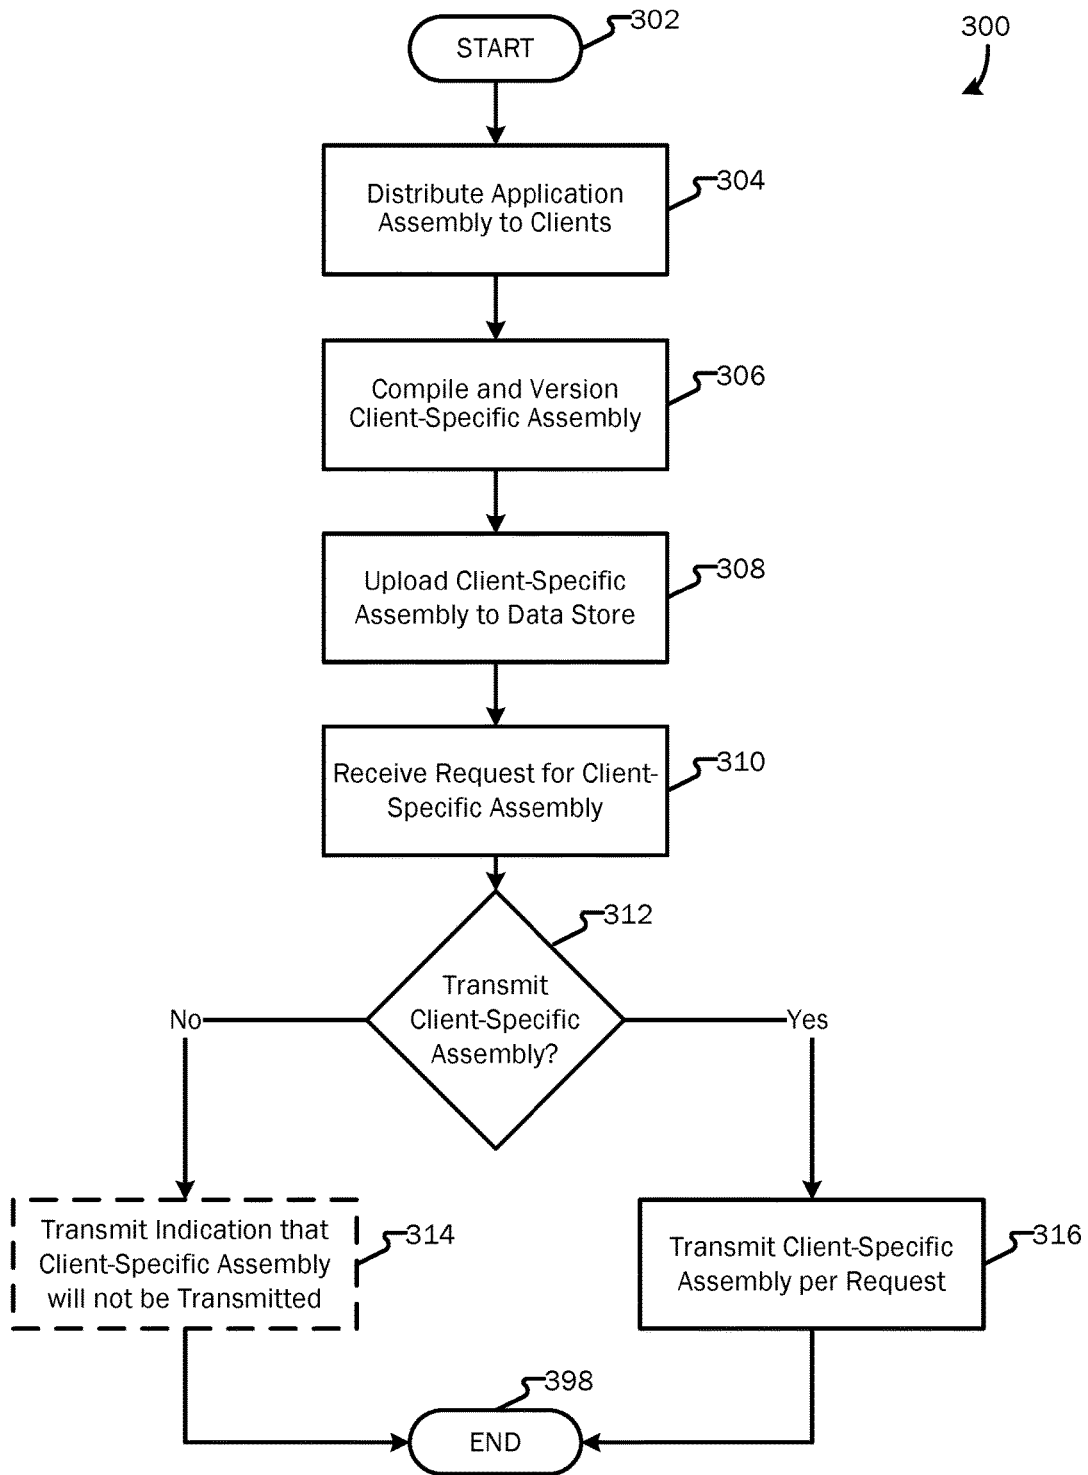 302
300
START
304
Distribute Application
Assembly to Clients
306
Compile and Version
Client-Specific Assembly
308
Upload Client-Specific
Assembly to Data Store
310
Receive Request for Client-
Specific Assembly
312
Transmit
Client-Specific
Assembly?
No
Yes
Transmit Indication that
Client-Specific Assembly
will not be Transmitted
314
Transmit Client-Specific
Assembly per Request
316
398
END